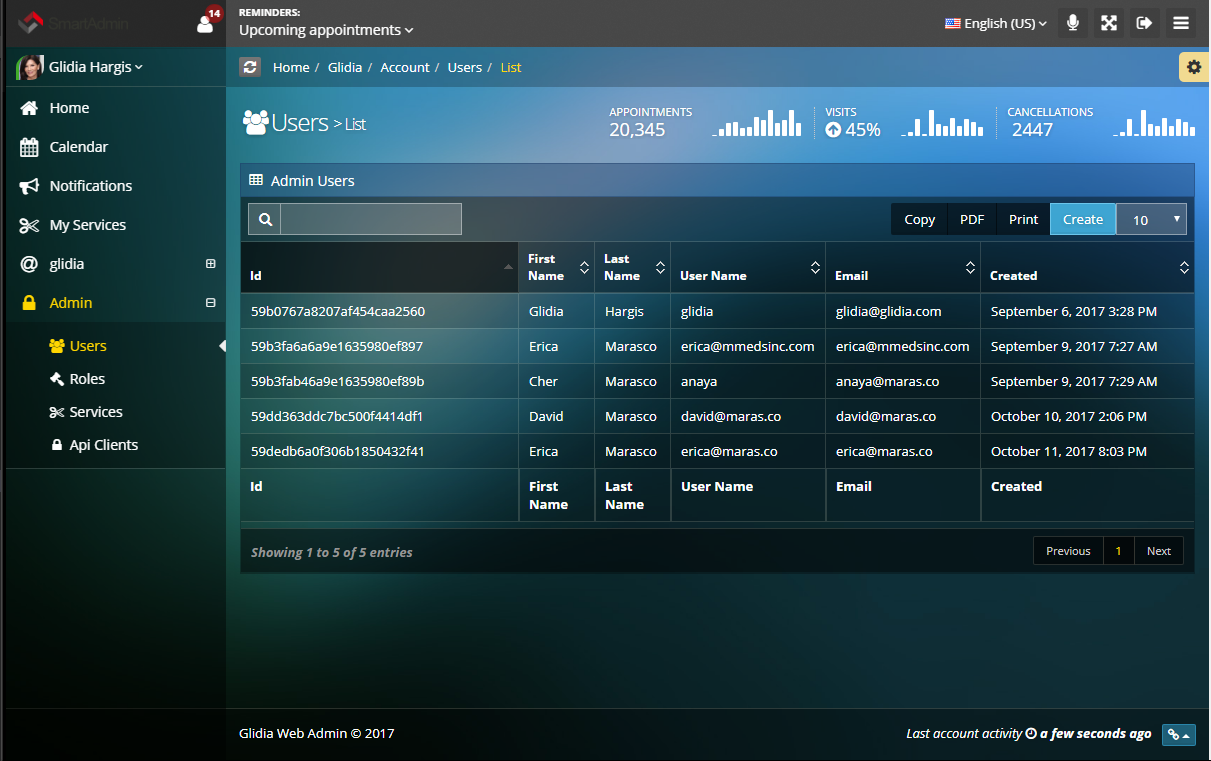 SmartAdmin
14
REMINDERS:
Upcoming appointments
English (US)
Glidia Hargis
Home / Glidia / Account / Users / List
Home
Calendar
Notifications
My Services
glidia
Admin
Users
Roles
Services
Api Clients
Users > List
APPOINTMENTS
20,345
VISITS
45%
CANCELLATIONS
2447
Admin Users
Copy PDF Print Create 10
Id First Name Last Name User Name Email Created
59b0767a8207af454caa2560 Glidia Hargis glidia glidia@glidia.com September 6, 2017 3:28 PM
59b3fa6a6a9e1635980ef897 Erica Marasco erica@mmedsinc.com erica@mmedsinc.com September 9, 2017 7:27 AM
59b3fab46a9e1635980ef89b Cher Marasco anaya anaya@maras.co September 9, 2017 7:29 AM
59dd363ddc7bc500f4414df1 David Marasco david@maras.co david@maras.co October 10, 2017 2:06 PM
59dedb6a0f306b1850432f41 Erica Marasco erica@maras.co erica@maras.co October 11, 2017 8:03 PM
Id First Name Last Name User Name Email Created
Showing 1 to 5 of 5 entries
Previous 1 Next
Glidia Web Admin © 2017
Last account activity a few seconds ago